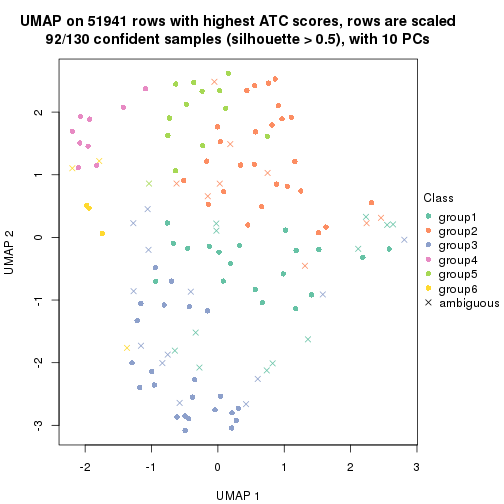 UMAP on 51941 rows with highest ATC scores, rows are scaled
92/130 confident samples (silhouette > 0.5), with 10 PCs
UMAP 2
2
1
0
-1
-2
-3
-2
-1
0
1
2
3
UMAP 1
Class
group1
group2
group3
group4
group5
group6
ambiguous